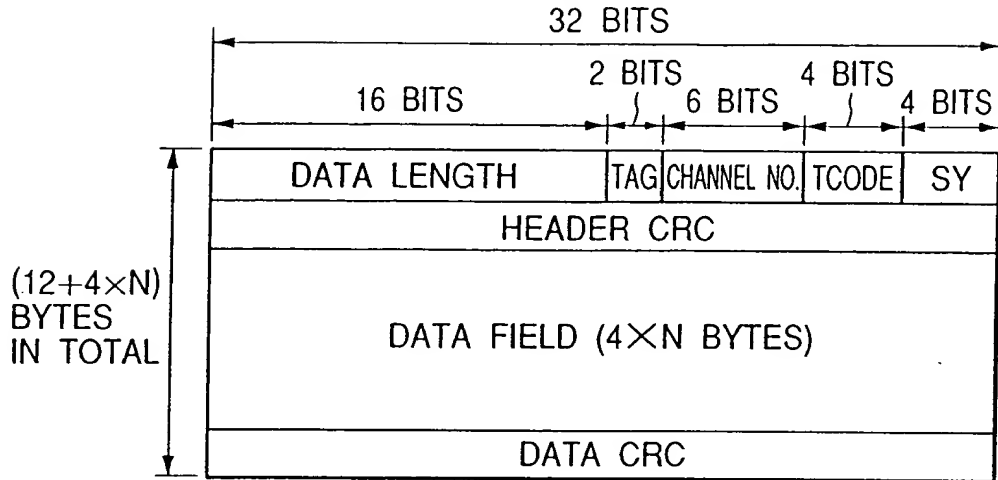 32 BITS
16 BITS
2 BITS
6 BITS
4 BITS
4 BITS
DATA LENGTH
TAG
CHANNEL NO.
TCODE
SY
HEADER CRC
(12+4×N)
BYTES
IN TOTAL
DATA FIELD (4×N BYTES)
DATA CRC